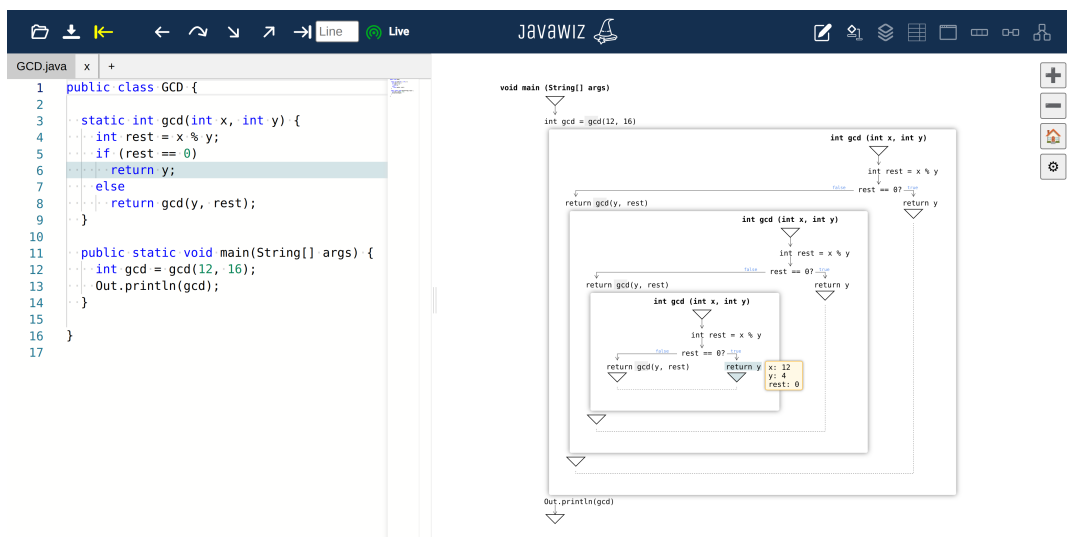 Line
Live
JavaWIZ
GCD.java x +
1 public class GCD {
2
3 static int gcd(int x, int y) {
4 int rest = x % y;
5 if (rest == 0)
6 return y;
7 else
8 return gcd(y, rest);
9 }
10
11 public static void main(String[] args) {
12 int gcd = gcd(12, 16);
13 Out.println(gcd);
14 }
15
16 }
17
void main (String[] args)
int gcd = gcd(12, 16)
int gcd (int x, int y)
int rest = x % y
false rest == 0? true
return gcd(y, rest) return y
int gcd (int x, int y)
int rest = x % y
false rest == 0? true
return gcd(y, rest) return y
int gcd (int x, int y)
int rest = x % y
false rest == 0? true
return gcd(y, rest) return y
x: 12
y: 4
rest: 0
Out.println(gcd)